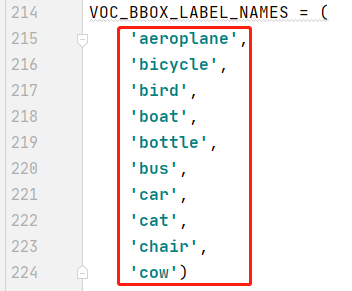 214 VOC_BBOX_LABEL_NAMES = (
215 'aeroplane',
216 'bicycle',
217 'bird',
218 'boat',
219 'bottle',
220 'bus',
221 'car',
222 'cat',
223 'chair',
224 'cow')